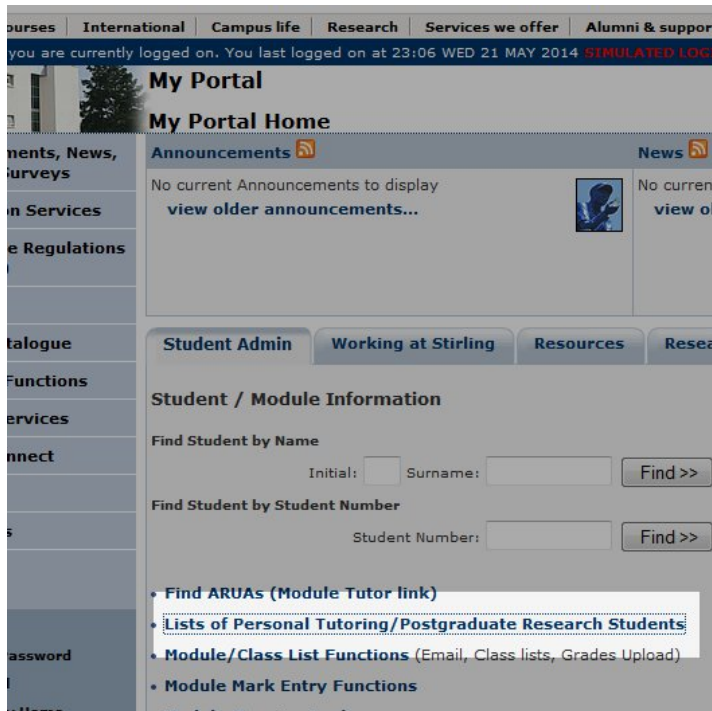 ourses International Campus life Research Services we offer Alumni & suppor
you are currently logged on. You last logged on at 23:06 WED 21 MAY 2014 SIMULATED LOG
My Portal
My Portal Home
ments, News,
Surveys
n Services
e Regulations
talogue
Functions
ervices
nnect
s
assword
Announcements
No current Announcements to display
view older announcements...
News
No curren
view ol
Student Admin Working at Stirling Resources Resea
Student / Module Information
Find Student by Name
Initial: Surname: Find >>
Find Student by Student Number
Student Number: Find >>
• Find ARUAs (Module Tutor link)
• Lists of Personal Tutoring/Postgraduate Research Students
• Module/Class List Functions (Email, Class lists, Grades Upload)
• Module Mark Entry Functions